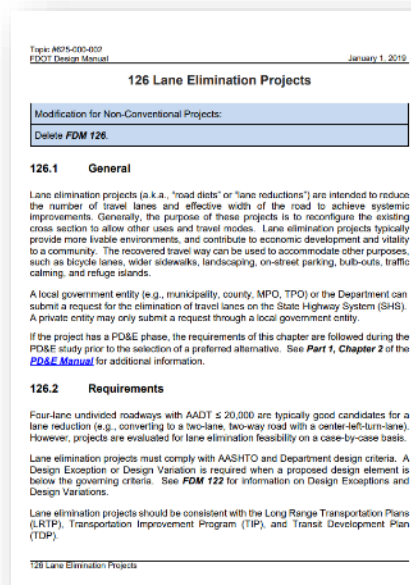 Topic #625-000-002
FDOT Design Manual January 1, 2019
126 Lane Elimination Projects
Modification for Non-Conventional Projects:
Delete FDM 126.
126.1 General
Lane elimination projects (a.k.a., "road diets" or "lane reductions") are intended to reduce
the number of travel lanes and effective width of the road to achieve systemic
improvements. Generally, the purpose of these projects is to reconfigure the existing
cross section to allow other uses and travel modes. Lane elimination projects typically
provide more livable environments, and contribute to economic development and vitality
to a community. The recovered travel way can be used to accommodate other purposes,
such as bicycle lanes, wider sidewalks, landscaping, on-street parking, bulb-outs, traffic
calming, and refuge islands.
A local government entity (e.g., municipality, county, MPO, TPO) or the Department can
submit a request for the elimination of travel lanes on the State Highway System (SHS).
A private entity may only submit a request through a local government entity.
If the project has a PD&E phase, the requirements of this chapter are followed during the
PD&E study prior to the selection of a preferred alternative. See Part 1, Chapter 2 of the
PD&E Manual for additional information.
126.2 Requirements
Four-lane undivided roadways with AADT ≤ 20,000 are typically good candidates for a
lane reduction (e.g., converting to a two-lane, two-way road with a center-left-turn-lane).
However, projects are evaluated for lane elimination feasibility on a case-by-case basis.
Lane elimination projects must comply with AASHTO and Department design criteria. A
Design Exception or Design Variation is required when a proposed design element is
below the governing criteria. See FDM 122 for information on Design Exceptions and
Design Variations.
Lane elimination projects should be consistent with the Long Range Transportation Plans
(LRTP), Transportation Improvement Program (TIP), and Transit Development Plan
(TDP).
126 Lane Elimination Projects